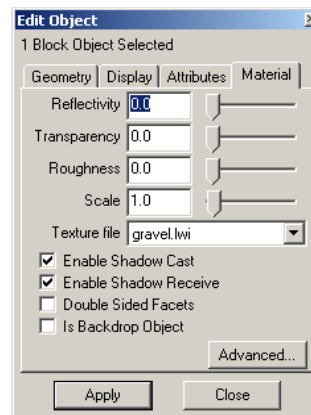 Edit Object
1 Block Object Selected
Geometry Display Attributes Material
Reflectivity 0.0
Transparency 0.0
Roughness 0.0
Scale 1.0
Texture file gravel.lwi
Enable Shadow Cast
Enable Shadow Receive
Double Sided Facets
Is Backdrop Object
Advanced...
Apply Close